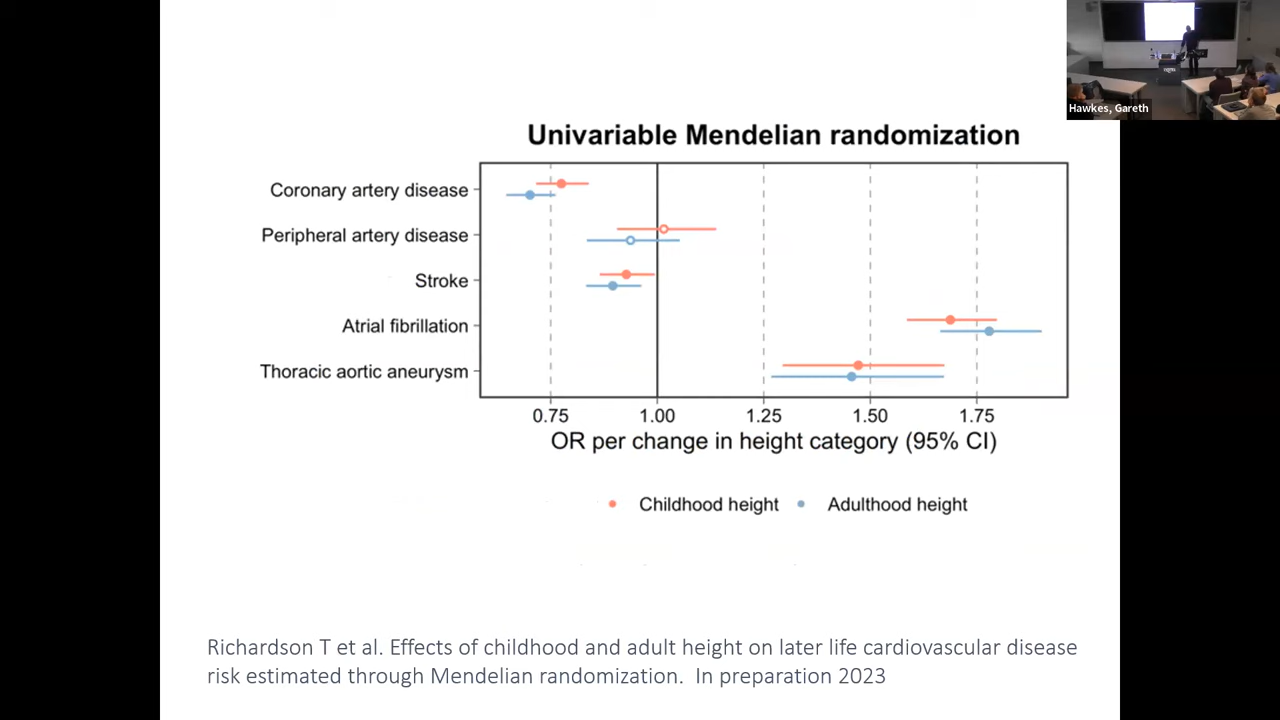 Hawkes, Gareth
Univariable Mendelian randomization
Coronary artery disease
Peripheral artery disease
Stroke
Atrial fibrillation
Thoracic aortic aneurysm
0.75 1.00 1.25 1.50 1.75
OR per change in height category (95% CI)
Childhood height Adulthood height
Richardson T et al. Effects of childhood and adult height on later life cardiovascular disease
risk estimated through Mendelian randomization. In preparation 2023